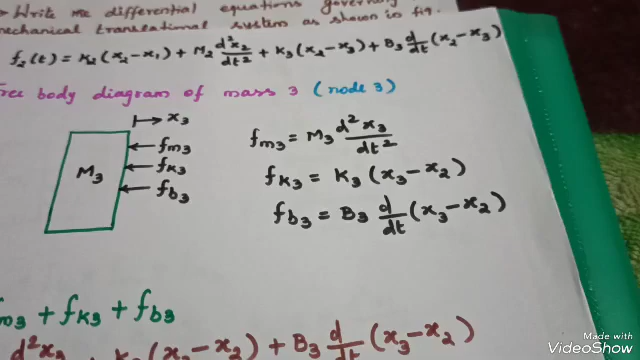 Write the differential equations governing
mechanical translational system as shown in fig.
f₂(t) = K₂(x₂-x₁) + M₂ d²x₂/dt² + K₃(x₂-x₃) + B₃ d/dt(x₂-x₃)
free body diagram of mass 3 (node 3)
→ x₃
M₃
← fm₃
← fk₃
← fb₃
fm₃ = M₃ d²x₃/dt²
fk₃ = K₃(x₃-x₂)
fb₃ = B₃ d/dt(x₃-x₂)
fm₃ + fk₃ + fb₃
d²x₃ (x₃-x₂) + B₃ d/dt(x₃-x₂)
Made with
VideoShow